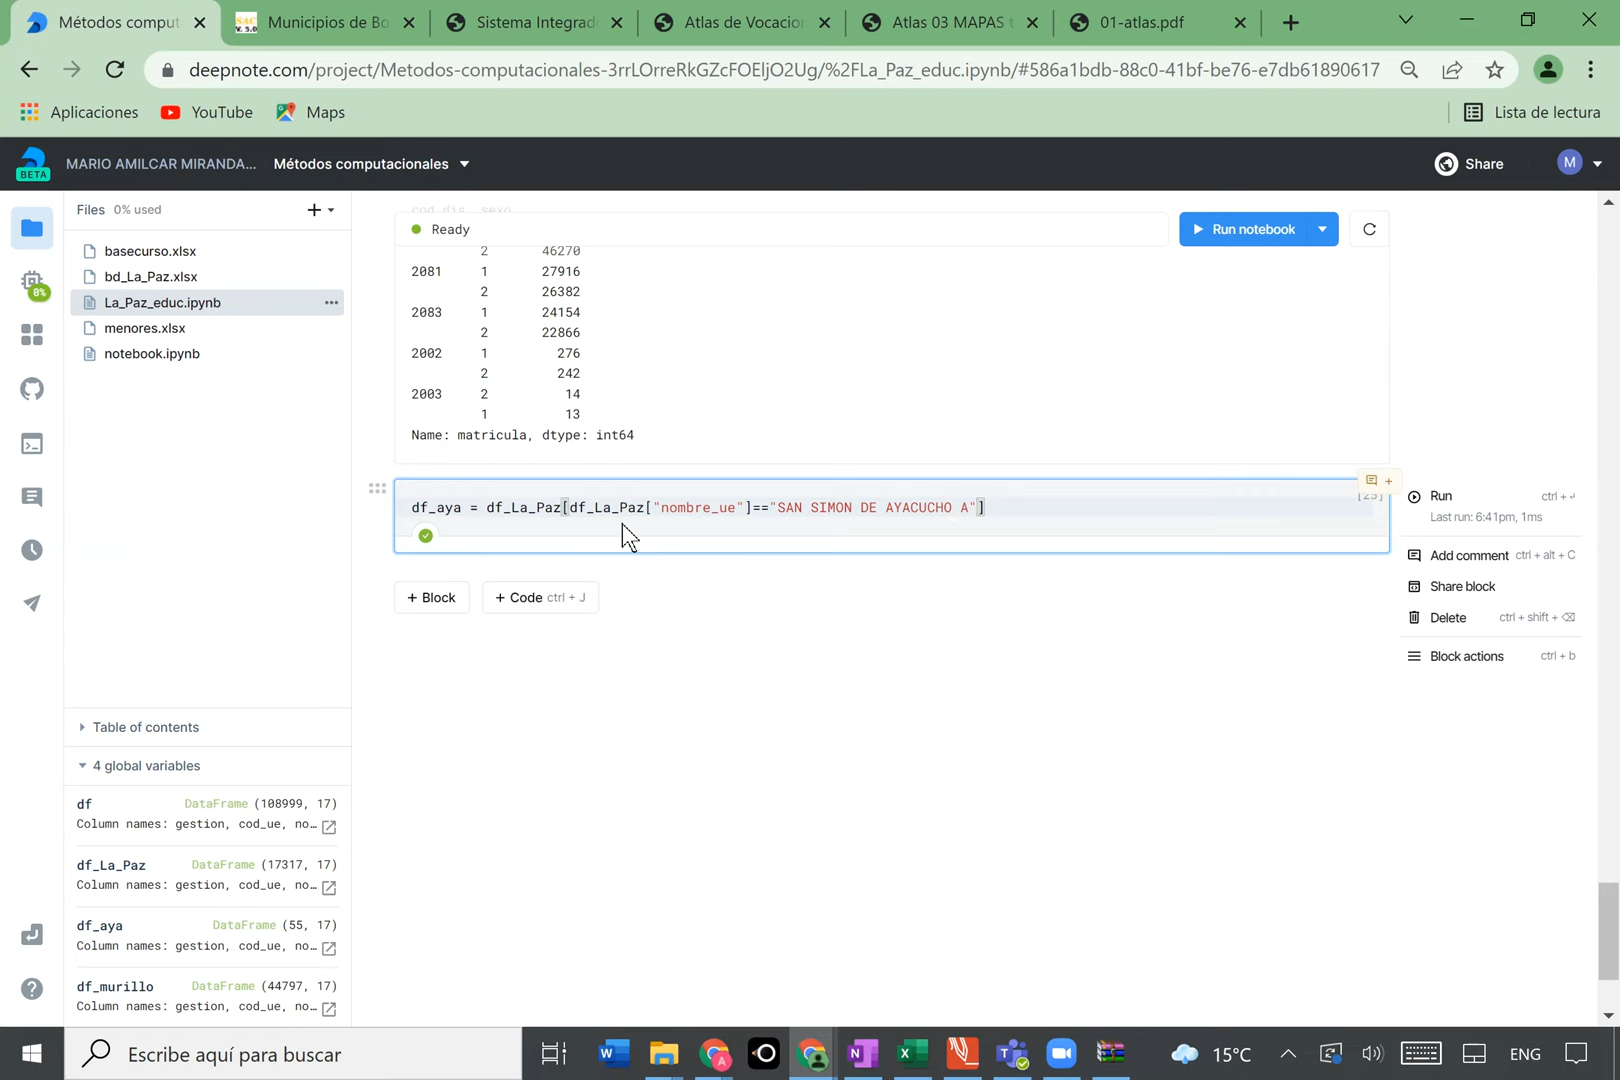 Métodos comput
SAC V. 5.0
Municipios de Bo
Sistema Integrad
Atlas de Vocacion
Atlas 03 MAPAS t
01-atlas.pdf
deepnote.com/project/Metodos-computacionales-3rrLOrreRkGZcFOEljO2Ug/%2FLa_Paz_educ.ipynb/#586a1bdb-88c0-41bf-be76-e7db61890617
Aplicaciones
YouTube
Maps
Lista de lectura
BETA
MARIO AMILCAR MIRANDA...
Métodos computacionales
Share
M
Files 0% used
basecurso.xlsx
bd_La_Paz.xlsx
La_Paz_educ.ipynb
menores.xlsx
notebook.ipynb
0%
Table of contents
4 global variables
df DataFrame (108999, 17)
Column names: gestion, cod_ue, no…
df_La_Paz DataFrame (17317, 17)
Column names: gestion, cod_ue, no…
df_aya DataFrame (55, 17)
Column names: gestion, cod_ue, no…
df_murillo DataFrame (44797, 17)
Column names: gestion, cod_ue, no…
cod_dis sexo
Ready
Run notebook
2 46270
2081 1 27916
2 26382
2083 1 24154
2 22866
2002 1 276
2 242
2003 2 14
1 13
Name: matricula, dtype: int64
[25]
df_aya = df_La_Paz[df_La_Paz["nombre_ue"]=="SAN SIMON DE AYACUCHO A"]
+ Block
+ Code ctrl + J
Run ctrl + ↵
Last run: 6:41pm, 1ms
Add comment ctrl + alt + C
Share block
Delete ctrl + shift + ⌫
Block actions ctrl + b
Escribe aquí para buscar
15°C
ENG